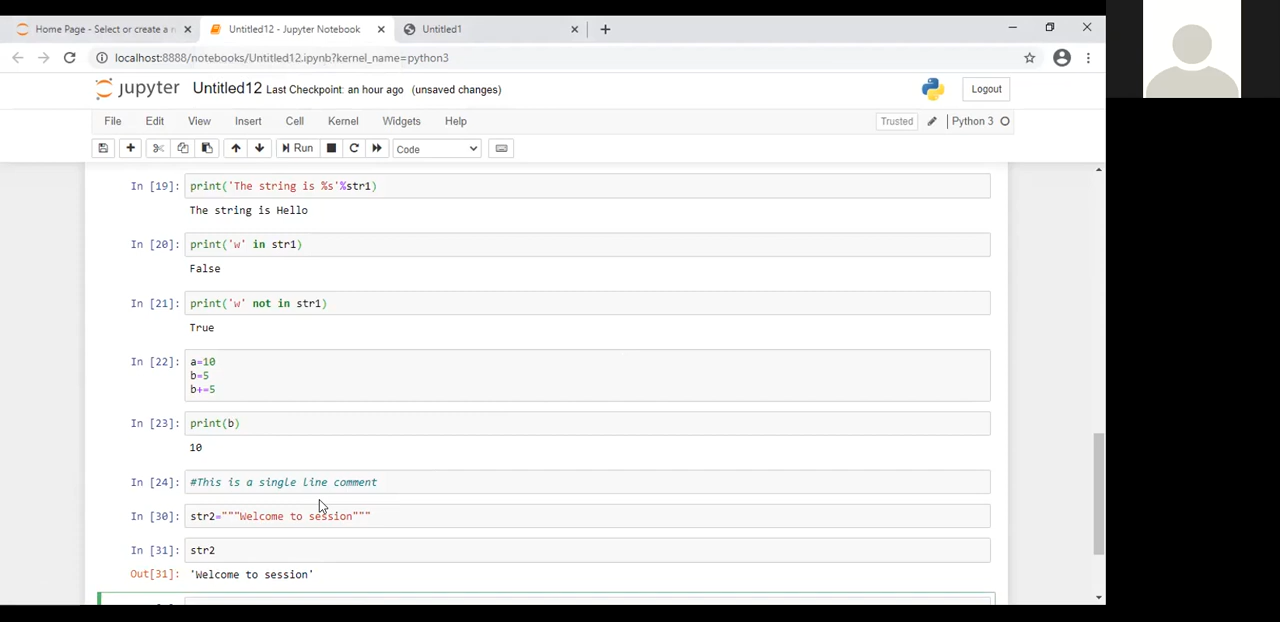 Home Page - Select or create a n
Untitled12 - Jupyter Notebook
Untitled1
localhost:8888/notebooks/Untitled12.ipynb?kernel_name=python3
jupyter Untitled12 Last Checkpoint: an hour ago (unsaved changes)
Logout
File Edit View Insert Cell Kernel Widgets Help
Trusted Python 3
Run Code
In [19]: print('The string is %s'%str1)
The string is Hello
In [20]: print('w' in str1)
False
In [21]: print('w' not in str1)
True
In [22]: a=10
b=5
b+=5
In [23]: print(b)
10
In [24]: #This is a single line comment
In [30]: str2="""Welcome to session"""
In [31]: str2
Out[31]: 'Welcome to session'